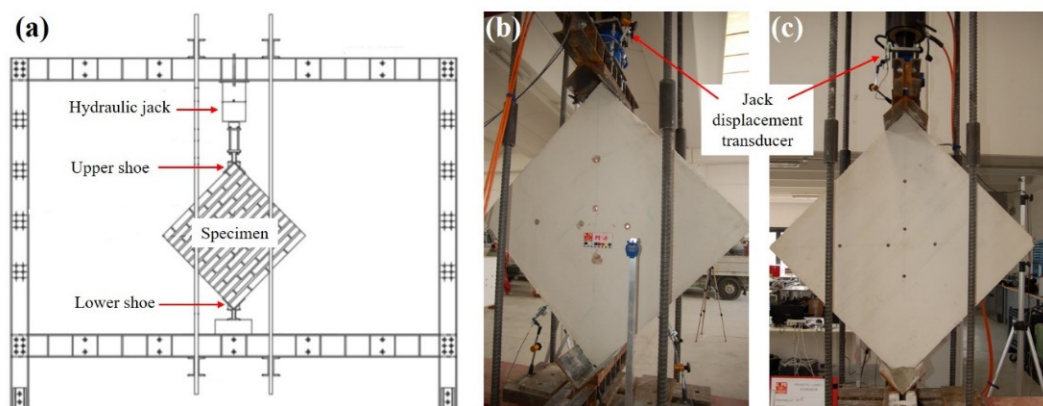 (a)
Hydraulic jack
Upper shoe
Specimen
Lower shoe
(b)
Jack
displacement
transducer
(c)